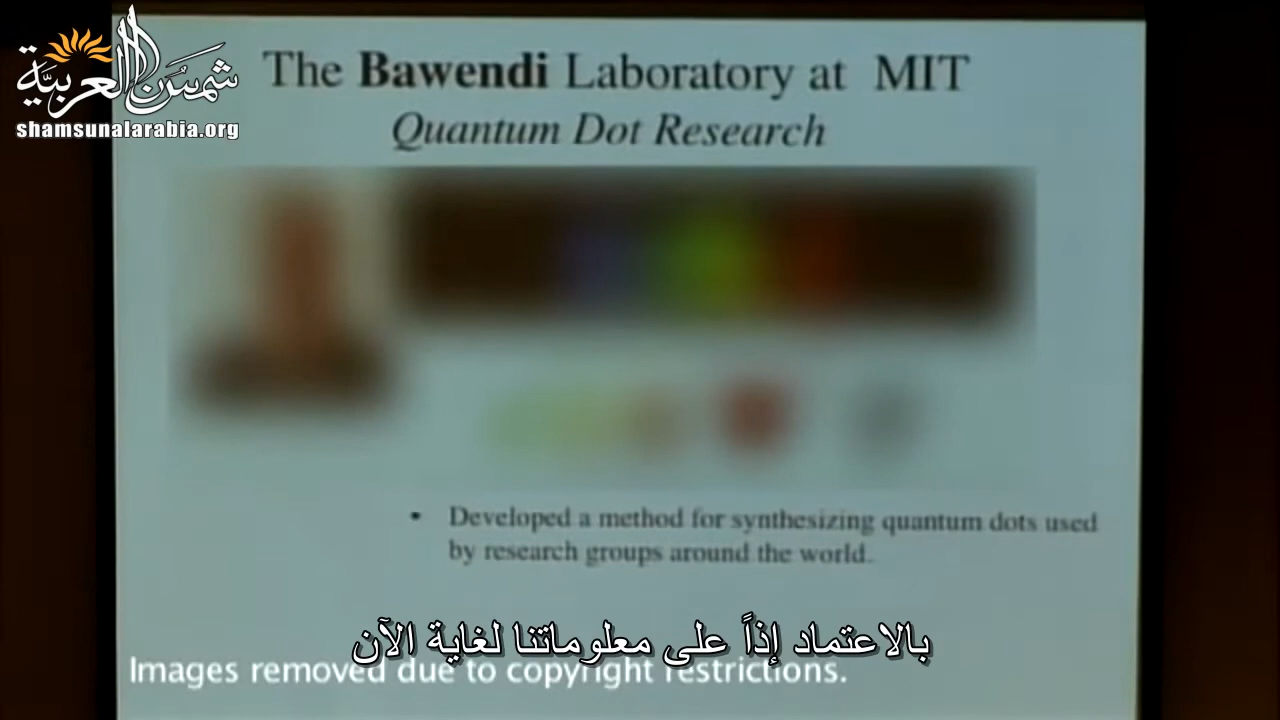 شمس العربية
shamsunalarabia.org
The Bawendi Laboratory at MIT
Quantum Dot Research
• Developed a method for synthesizing quantum dots used
by research groups around the world.
بالاعتماد إذاً على معلوماتنا لغاية الآن
Images removed due to copyright restrictions.